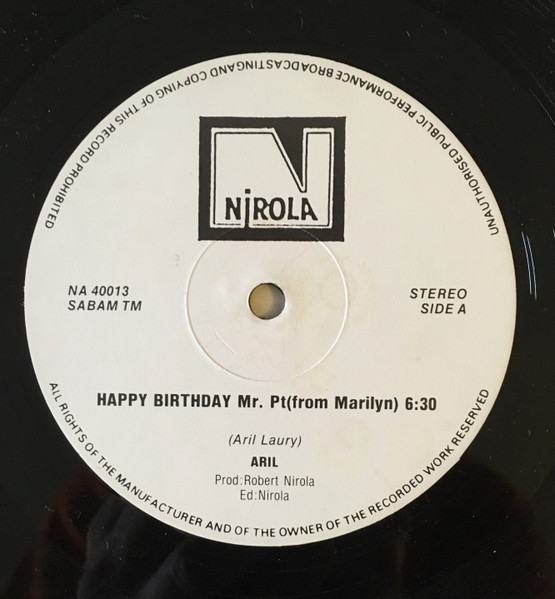 UNAUTHORISED PUBLIC PERFORMANCE BROADCASTINGAND COPYING OF THIS RECORD PROHIBITED
NiROLA
NA 40013
SABAM TM
STEREO
SIDE A
HAPPY BIRTHDAY Mr. Pt(from Marilyn) 6:30
(Aril Laury)
ARIL
Prod:Robert Nirola
Ed:Nirola
ALL RIGHTS OF THE MANUFACTURER AND OF THE OWNER OF THE RECORDED WORK RESERVED